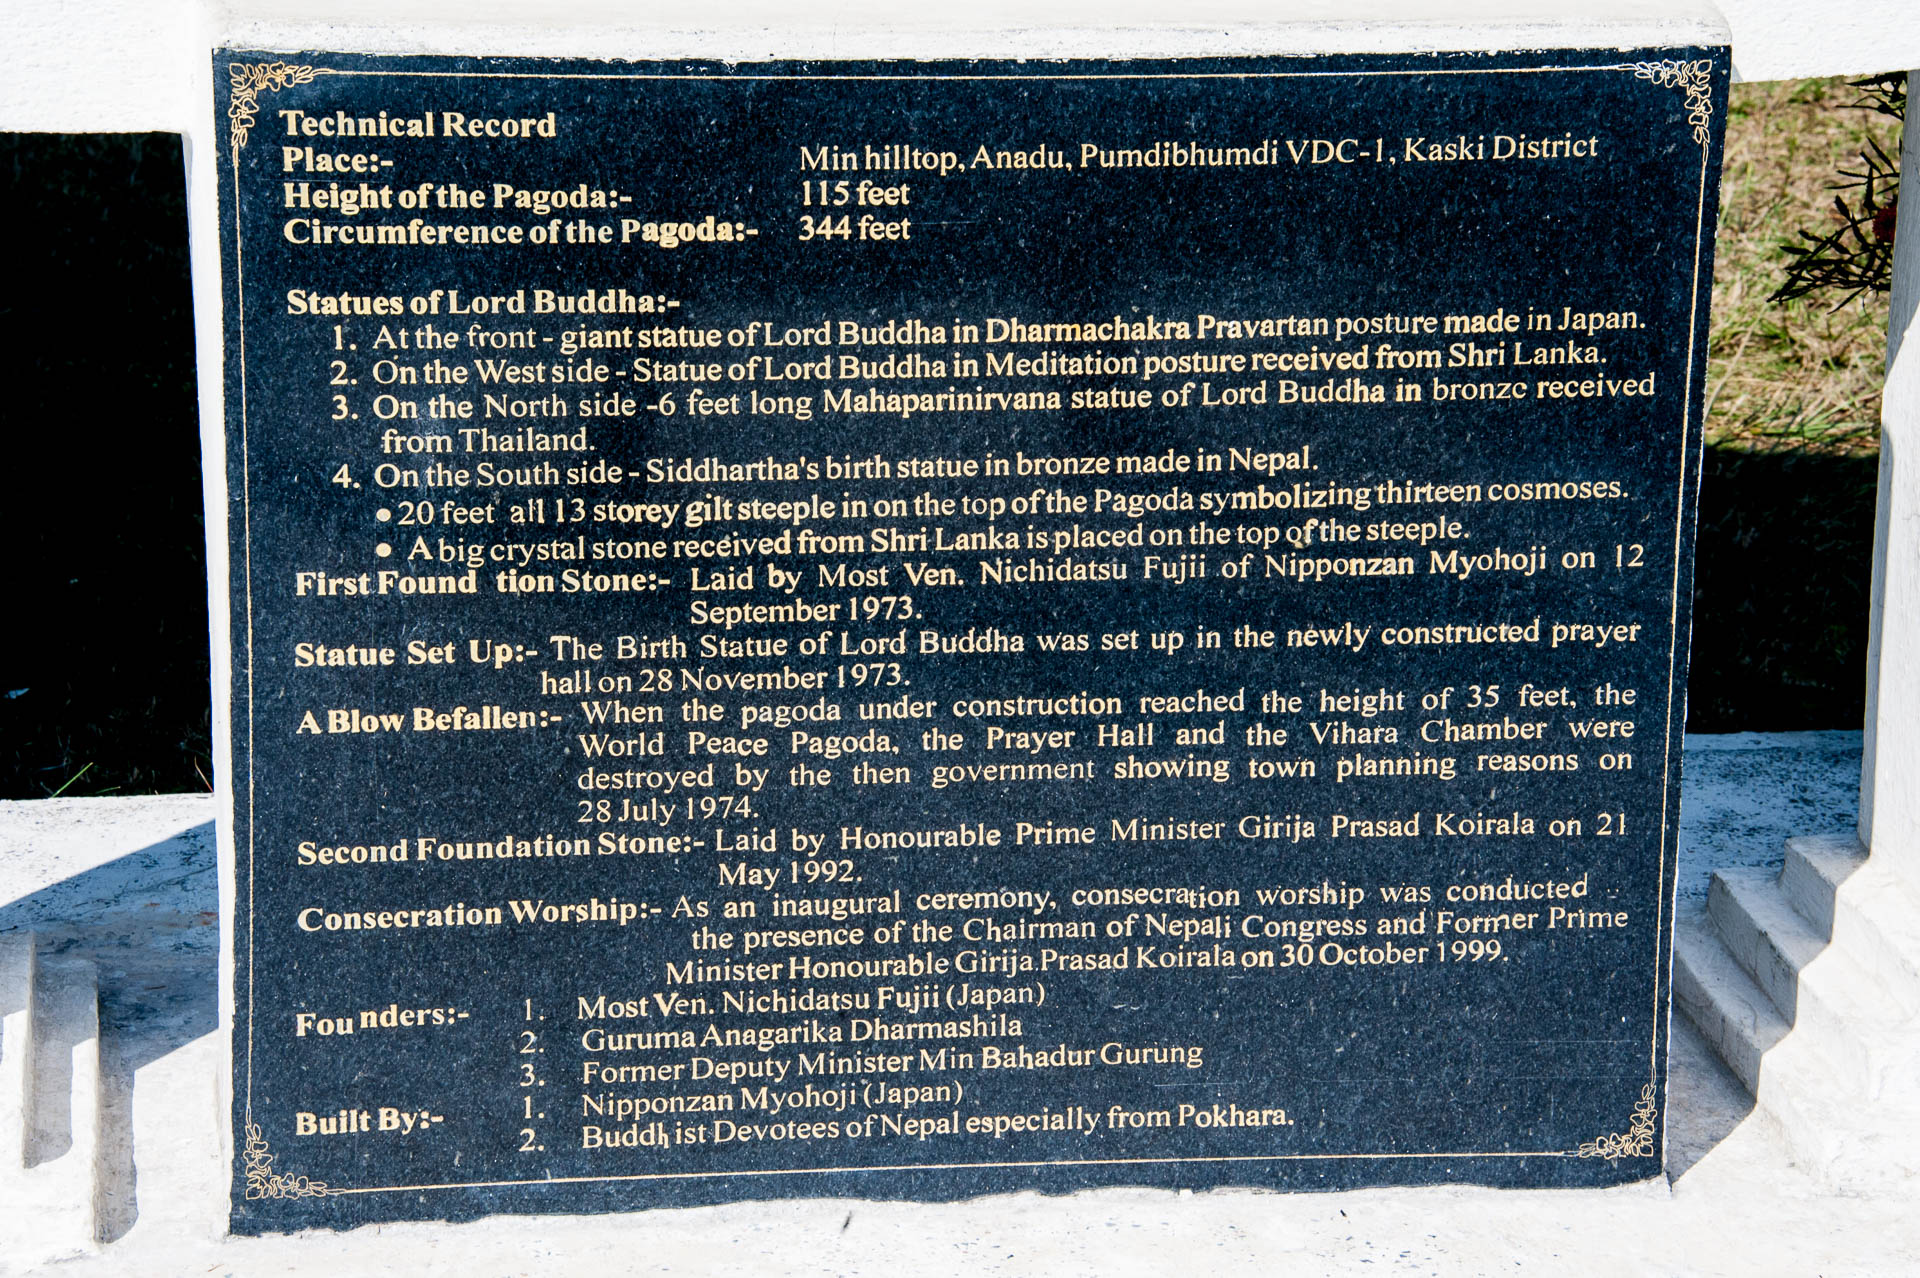 Technical Record
Place:- Min hilltop, Anadu, Pumdibhumdi VDC-1, Kaski District
Height of the Pagoda:- 115 feet
Circumference of the Pagoda:- 344 feet
Statues of Lord Buddha:-
1. At the front - giant statue of Lord Buddha in Dharmachakra Pravartan posture made in Japan.
2. On the West side - Statue of Lord Buddha in Meditation posture received from Shri Lanka.
3. On the North side -6 feet long Mahaparinirvana statue of Lord Buddha in bronze received
from Thailand.
4. On the South side - Siddhartha's birth statue in bronze made in Nepal.
• 20 feet all 13 storey gilt steeple in on the top of the Pagoda symbolizing thirteen cosmoses.
• A big crystal stone received from Shri Lanka is placed on the top of the steeple.
First Found tion Stone:- Laid by Most Ven. Nichidatsu Fujii of Nipponzan Myohoji on 12
September 1973.
Statue Set Up:- The Birth Statue of Lord Buddha was set up in the newly constructed prayer
hall on 28 November 1973.
A Blow Befallen:- When the pagoda under construction reached the height of 35 feet, the
World Peace Pagoda, the Prayer Hall and the Vihara Chamber were
destroyed by the then government showing town planning reasons on
28 July 1974.
Second Foundation Stone:- Laid by Honourable Prime Minister Girija Prasad Koirala on 21
May 1992.
Consecration Worship:- As an inaugural ceremony, consecration worship was conducted
the presence of the Chairman of Nepali Congress and Former Prime
Minister Honourable Girija Prasad Koirala on 30 October 1999.
Founders:- 1. Most Ven. Nichidatsu Fujii (Japan)
2. Guruma Anagarika Dharmashila
3. Former Deputy Minister Min Bahadur Gurung
Built By:- 1. Nipponzan Myohoji (Japan)
2. Buddhist Devotees of Nepal especially from Pokhara.